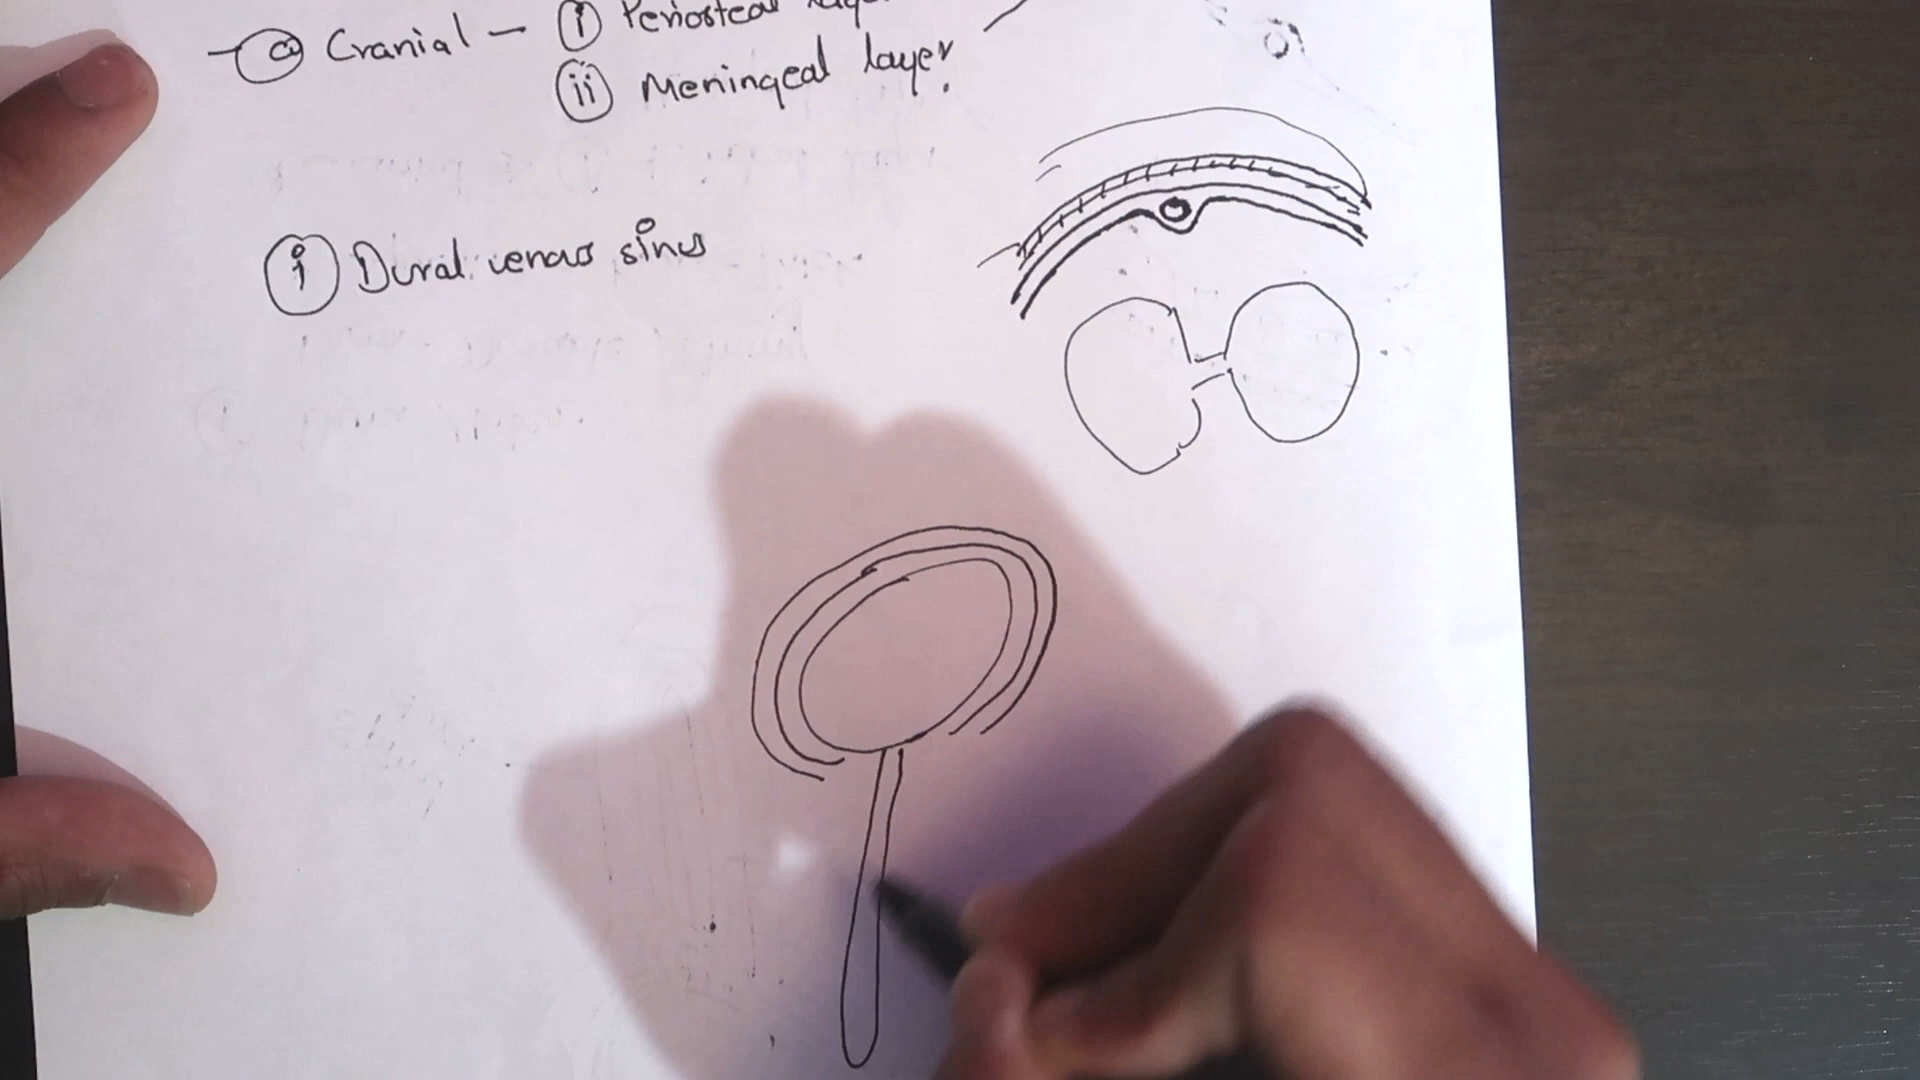 a Cranial - i Periosteal
ii Meningeal layer.
i Dural venous sinus